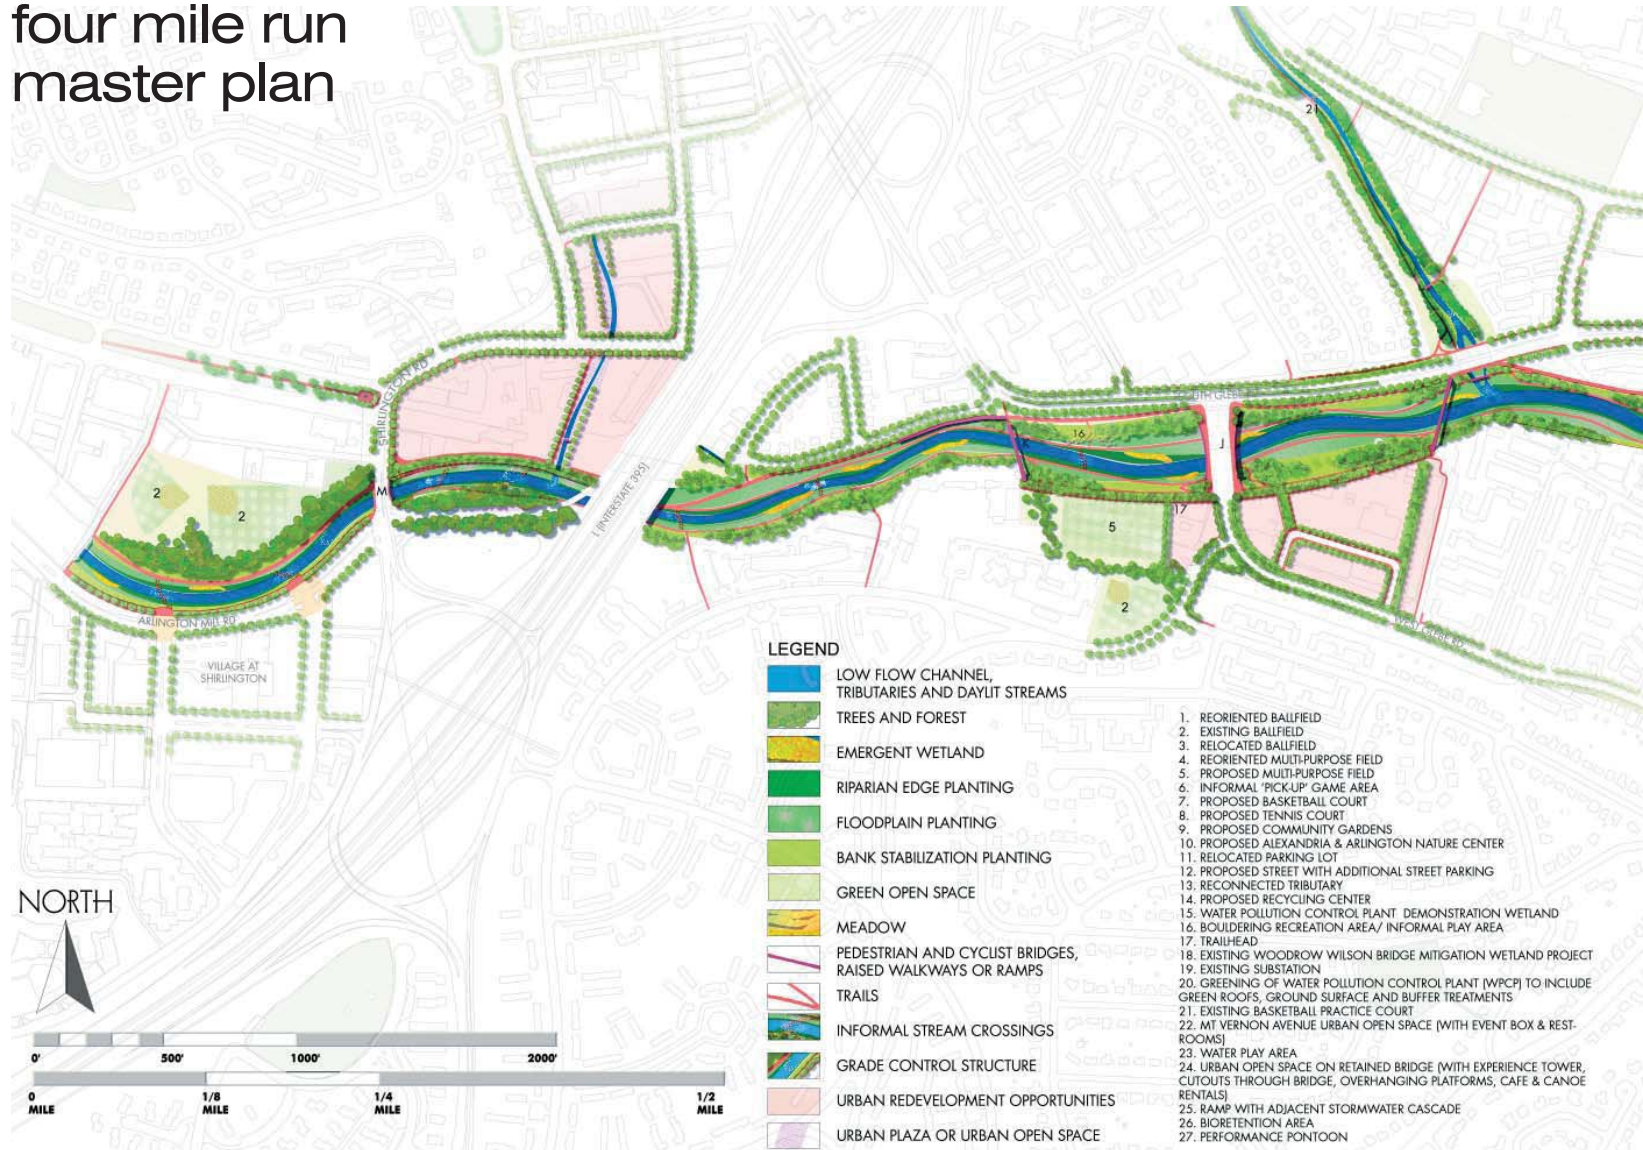 four mile run
master plan
21
SHIRLINGTON RD
SOUTH GLEBE
16
J
2
2
M
L (INTERSTATE 395)
5
17
2
ARLINGTON MILL RD
WEST GLEBE RD
VILLAGE AT
SHIRLINGTON
LEGEND
LOW FLOW CHANNEL,
TRIBUTARIES AND DAYLIT STREAMS
TREES AND FOREST
EMERGENT WETLAND
RIPARIAN EDGE PLANTING
FLOODPLAIN PLANTING
BANK STABILIZATION PLANTING
GREEN OPEN SPACE
MEADOW
PEDESTRIAN AND CYCLIST BRIDGES,
RAISED WALKWAYS OR RAMPS
TRAILS
INFORMAL STREAM CROSSINGS
GRADE CONTROL STRUCTURE
URBAN REDEVELOPMENT OPPORTUNITIES
URBAN PLAZA OR URBAN OPEN SPACE
1. REORIENTED BALLFIELD
2. EXISTING BALLFIELD
3. RELOCATED BALLFIELD
4. REORIENTED MULTI-PURPOSE FIELD
5. PROPOSED MULTI-PURPOSE FIELD
6. INFORMAL 'PICK-UP' GAME AREA
7. PROPOSED BASKETBALL COURT
8. PROPOSED TENNIS COURT
9. PROPOSED COMMUNITY GARDENS
10. PROPOSED ALEXANDRIA & ARLINGTON NATURE CENTER
11. RELOCATED PARKING LOT
12. PROPOSED STREET WITH ADDITIONAL STREET PARKING
13. RECONNECTED TRIBUTARY
14. PROPOSED RECYCLING CENTER
15. WATER POLLUTION CONTROL PLANT DEMONSTRATION WETLAND
16. BOULDERING RECREATION AREA/ INFORMAL PLAY AREA
17. TRAILHEAD
18. EXISTING WOODROW WILSON BRIDGE MITIGATION WETLAND PROJECT
19. EXISTING SUBSTATION
20. GREENING OF WATER POLLUTION CONTROL PLANT (WPCP) TO INCLUDE
GREEN ROOFS, GROUND SURFACE AND BUFFER TREATMENTS
21. EXISTING BASKETBALL PRACTICE COURT
22. MT VERNON AVENUE URBAN OPEN SPACE (WITH EVENT BOX & REST-
ROOMS)
23. WATER PLAY AREA
24. URBAN OPEN SPACE ON RETAINED BRIDGE (WITH EXPERIENCE TOWER,
CUTOUTS THROUGH BRIDGE, OVERHANGING PLATFORMS, CAFE & CANOE
RENTALS)
25. RAMP WITH ADJACENT STORMWATER CASCADE
26. BIORETENTION AREA
27. PERFORMANCE PONTOON
NORTH
0' 500' 1000' 2000'
0 1/8 1/4 1/2
MILE MILE MILE MILE